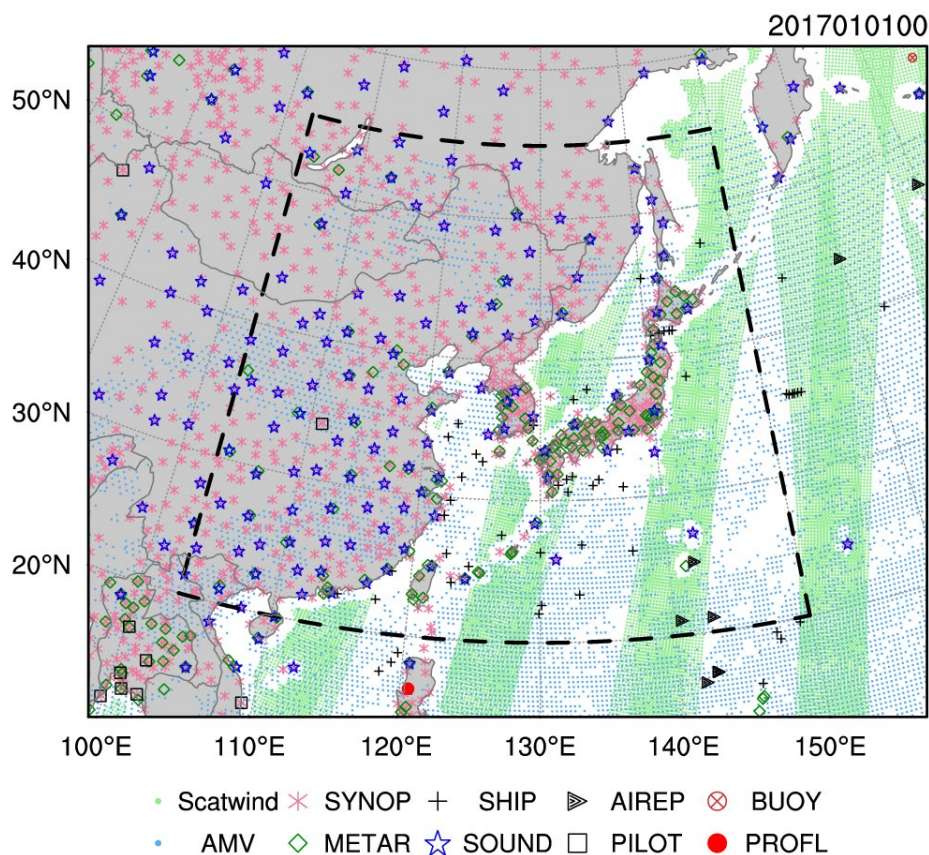 2017010100
50°N
40°N
30°N
20°N
100°E 110°E 120°E 130°E 140°E 150°E
Scatwind SYNOP SHIP AIREP BUOY
AMV METAR SOUND PILOT PROFL